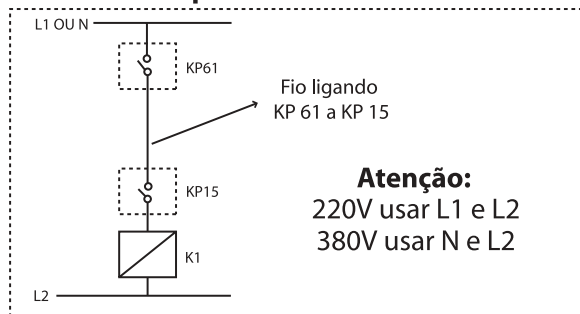 L1 OU N
KP61
Fio ligando
KP 61 a KP 15
KP15
Atenção:
220V usar L1 e L2
380V usar N e L2
K1
L2